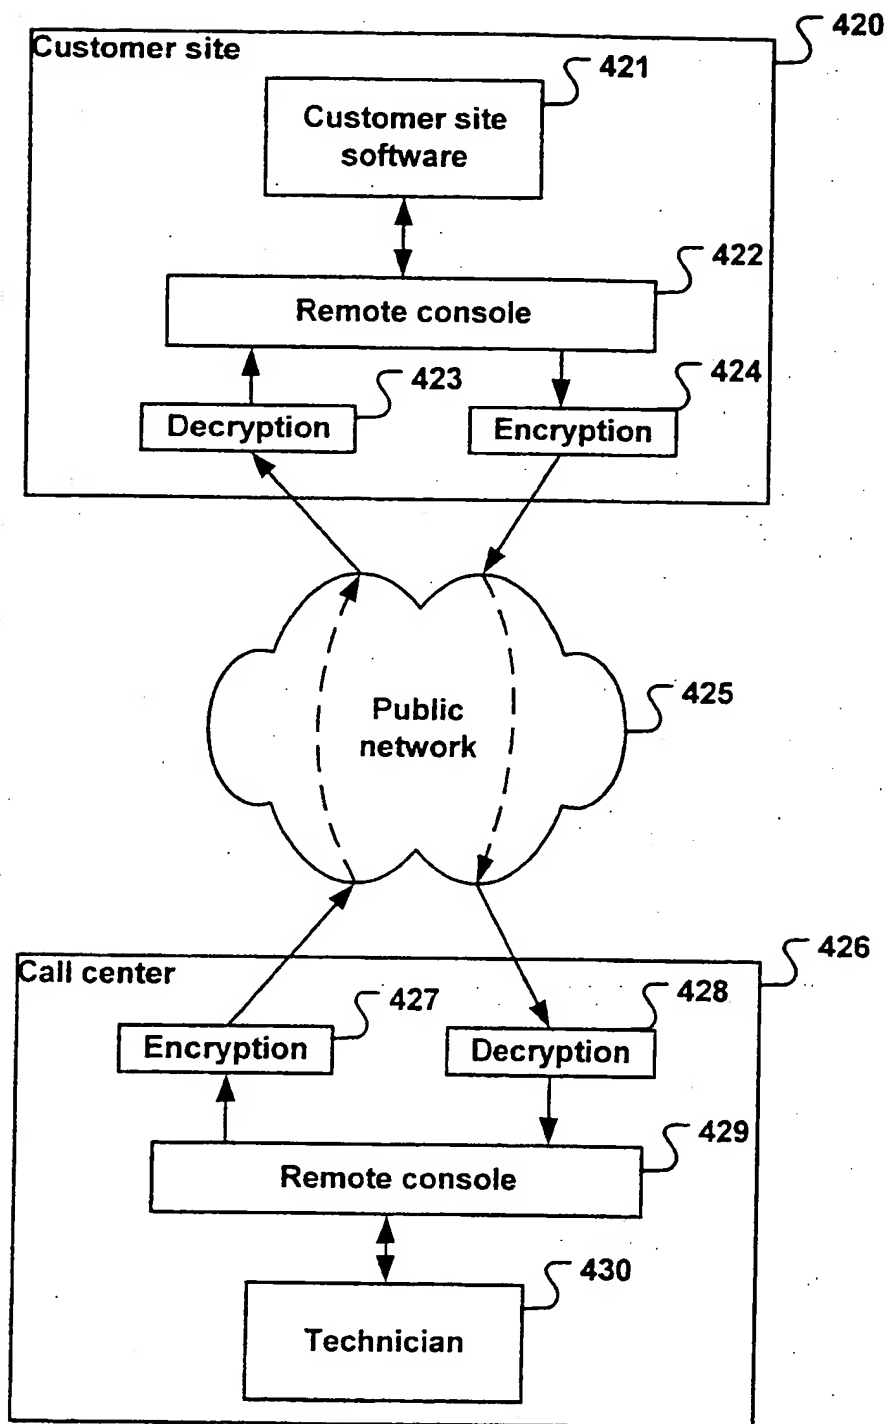 420
Customer site
421
Customer site
software
422
Remote console
423
424
Decryption
Encryption
425
Public
network
426
Call center
427
428
Encryption
Decryption
429
Remote console
430
Technician